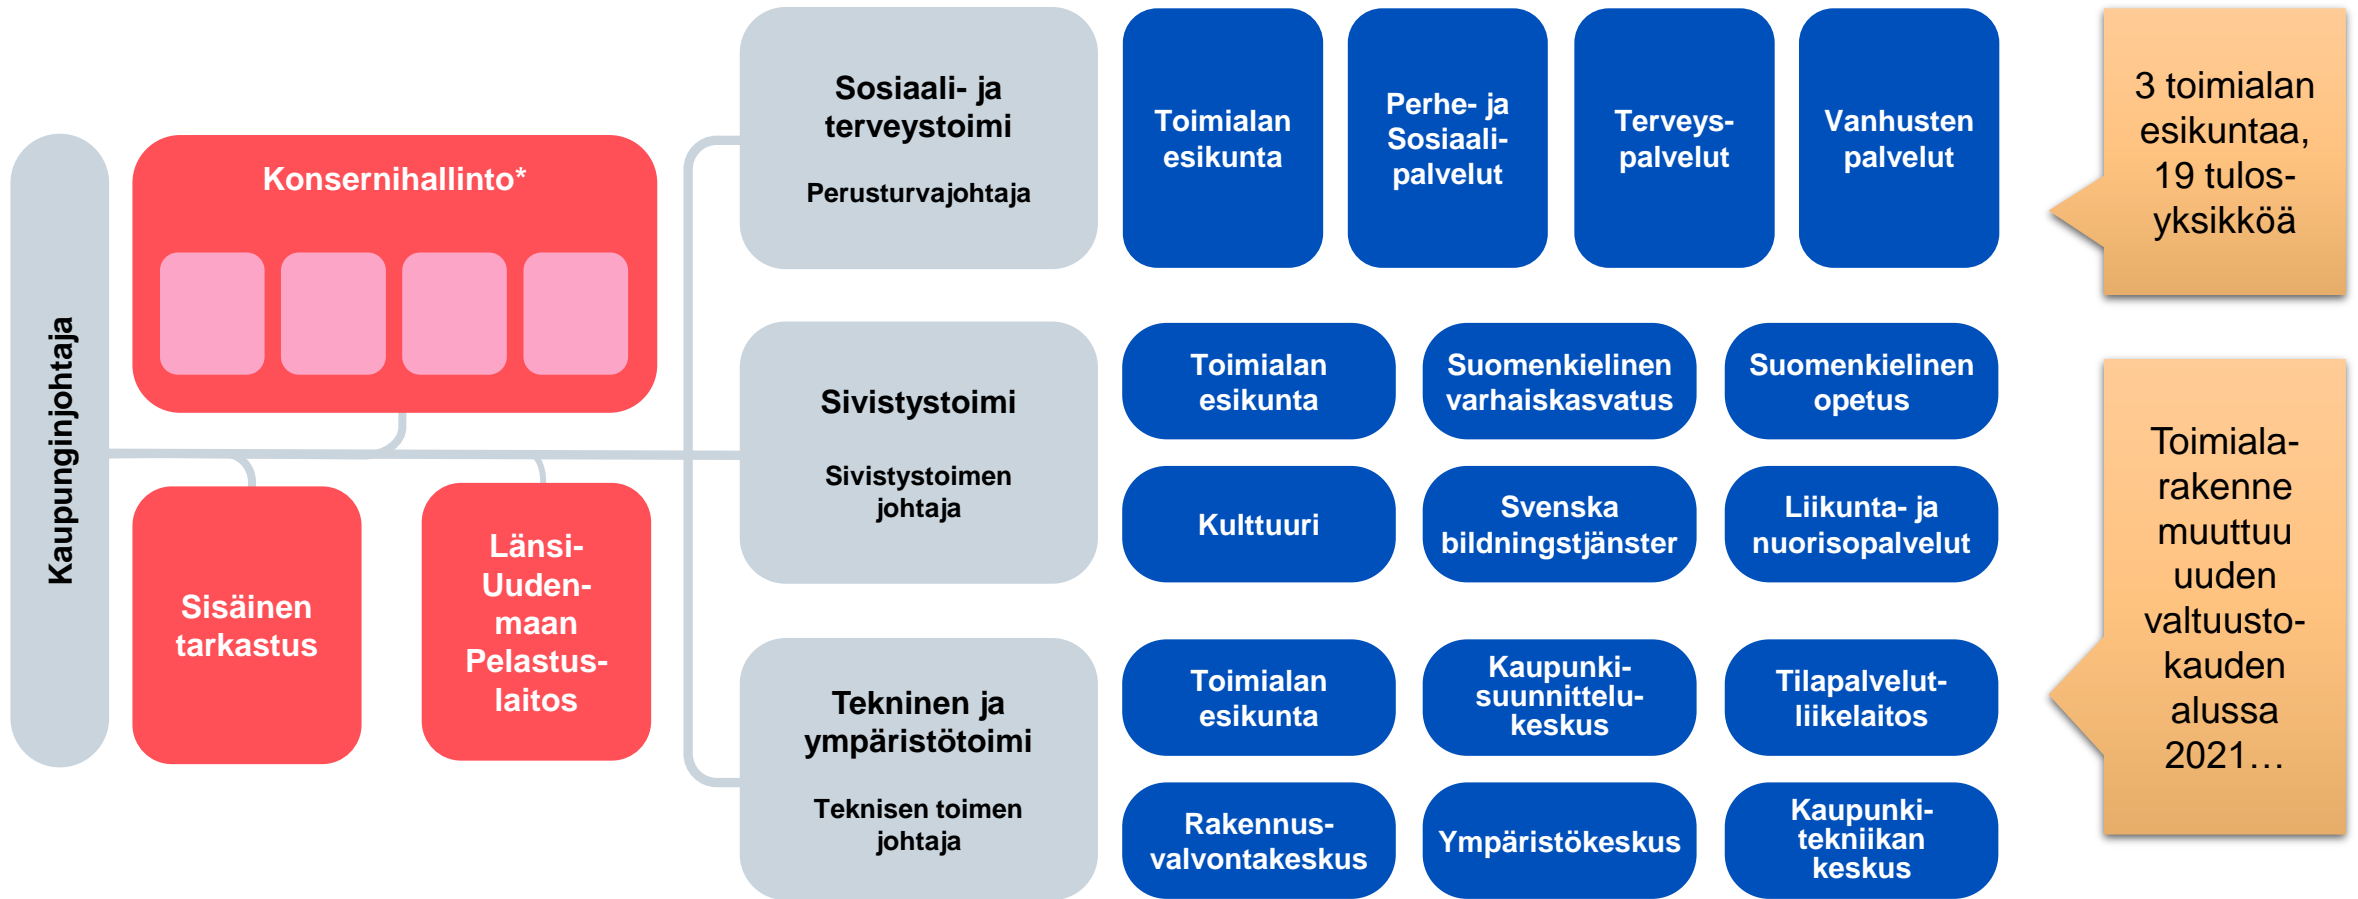 Kaupunginjohtaja
Konsernihallinto*
Sisäinen
tarkastus
Länsi-
Uuden-
maan
Pelastus-
laitos
Sosiaali- ja
terveystoimi
Perusturvajohtaja
Toimialan
esikunta
Perhe- ja
Sosiaali-
palvelut
Terveys-
palvelut
Vanhusten
palvelut
Sivistystoimi
Sivistystoimen
johtaja
Toimialan
esikunta
Suomenkielinen
varhaiskasvatus
Suomenkielinen
opetus
Kulttuuri
Svenska
bildningstjänster
Liikunta- ja
nuorisopalvelut
Tekninen ja
ympäristötoimi
Teknisen toimen
johtaja
Toimialan
esikunta
Kaupunki-
suunnittelu-
keskus
Tilapalvelut-
liikelaitos
Rakennus-
valvontakeskus
Ympäristökeskus
Kaupunki-
tekniikan
keskus
3 toimialan
esikuntaa,
19 tulos-
yksikköä
Toimiala-
rakenne
muuttuu
uuden
valtuusto-
kauden
alussa
2021…